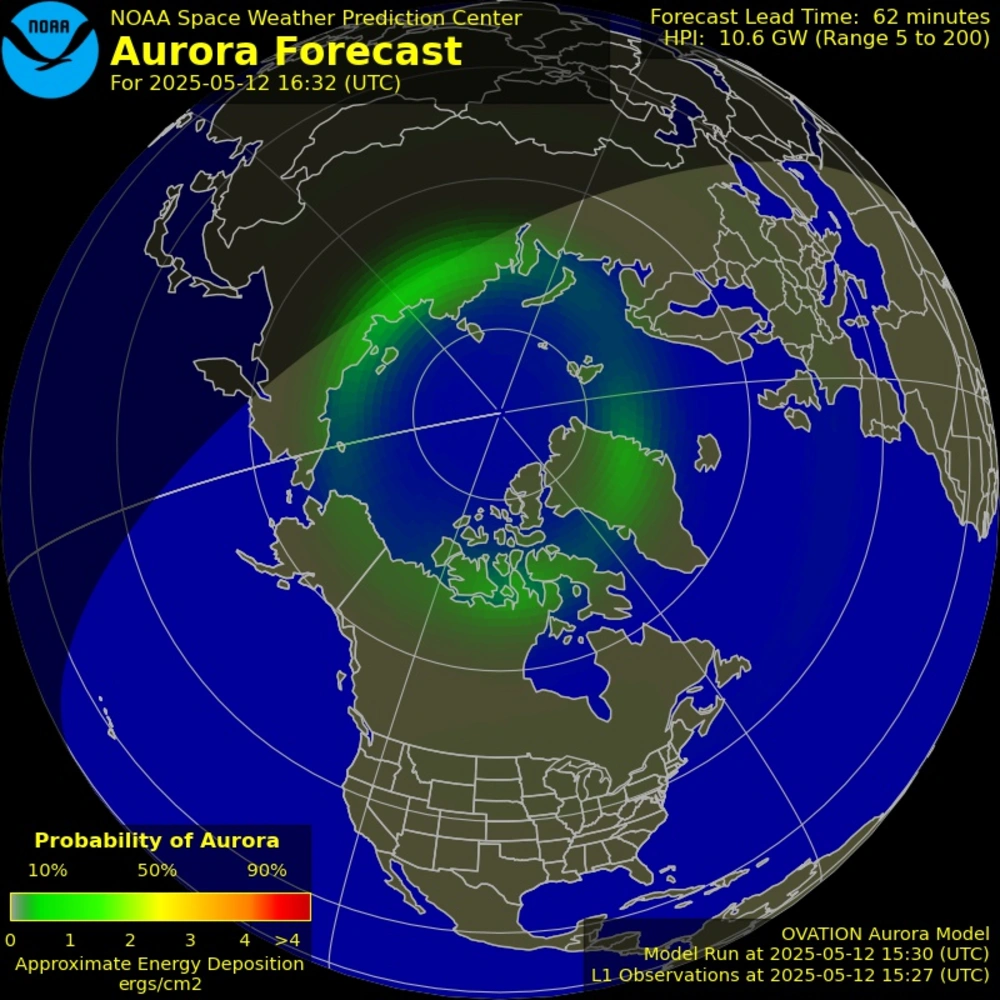 NOAA
NOAA Space Weather Prediction Center
Aurora Forecast
For 2025-05-12 16:32 (UTC)
Forecast Lead Time: 62 minutes
HPI: 10.6 GW (Range 5 to 200)
Probability of Aurora
10% 50% 90%
0 1 2 3 4 >4
Approximate Energy Deposition
ergs/cm2
OVATION Aurora Model
Model Run at 2025-05-12 15:30 (UTC)
L1 Observations at 2025-05-12 15:27 (UTC)